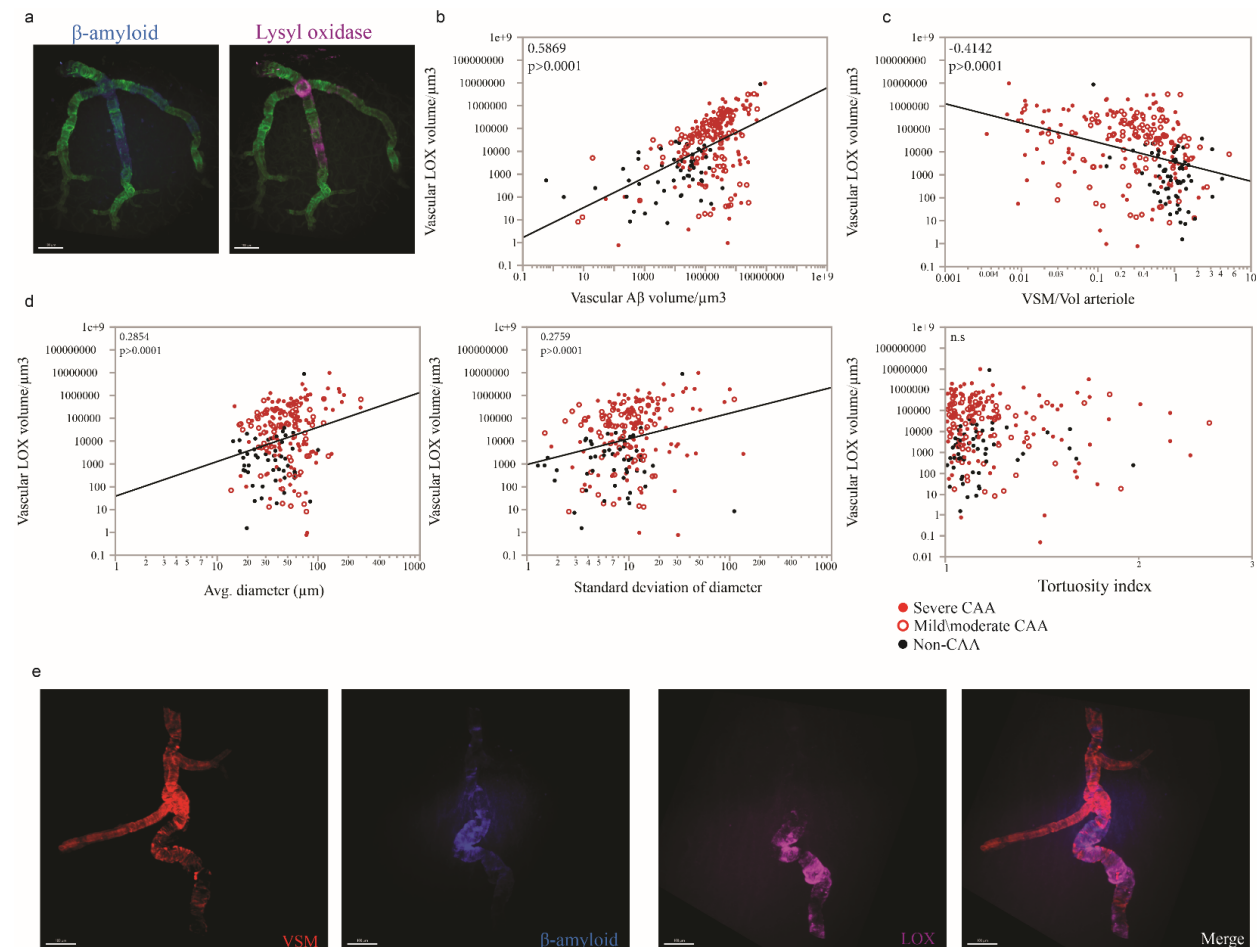 a
β-amyloid
Lysyl oxidase
b
0.5869
p>0.0001
1e+9
100000000
10000000
1000000
100000
10000
1000
100
10
1
0.1
Vascular LOX volume/µm3
0.1 10 1000 100000 10000000 1e+9
Vascular Aβ volume/µm3
c
-0.4142
p>0.0001
1e+9
100000000
10000000
1000000
100000
10000
1000
100
10
1
0.1
Vascular LOX volume/µm3
0.001 0.004 0.01 0.03 0.1 0.2 0.4 1 2 3 4 6 10
VSM/Vol arteriole
d
0.2854
p>0.0001
1e+9
100000000
10000000
1000000
100000
10000
1000
100
10
1
0.1
Vascular LOX volume/µm3
1 2 3 4 5 7 10 20 30 50 100 200 400 1000
Avg. diameter (µm)
0.2759
p>0.0001
1e+9
100000000
10000000
1000000
100000
10000
1000
100
10
1
0.1
Vascular LOX volume/µm3
1 2 3 4 5 7 10 20 30 50 100 200 400 1000
Standard deviation of diameter
n.s
1e+9
100000000
10000000
1000000
100000
10000
1000
100
10
1
0.1
0.01
Vascular LOX volume/µm3
1 2 3
Tortuosity index
Severe CAA
Mild\moderate CAA
Non-CAA
e
VSM
β-amyloid
LOX
Merge